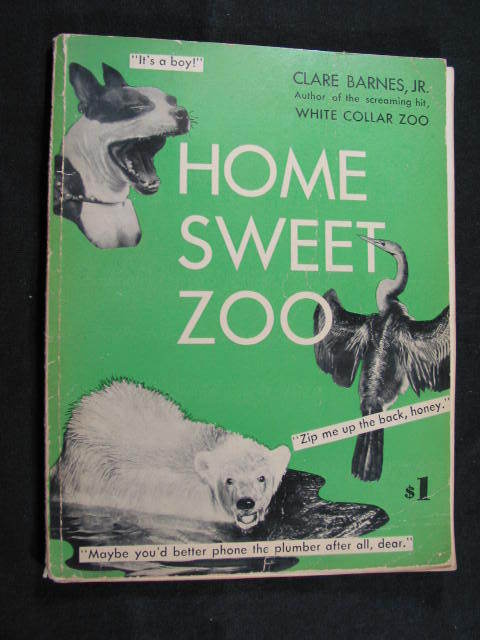 "It's a boy!"
CLARE BARNES, JR.
Author of the screaming hit,
WHITE COLLAR ZOO
HOME
SWEET
ZOO
"Zip me up the back, honey."
$1
"Maybe you'd better phone the plumber after all, dear."